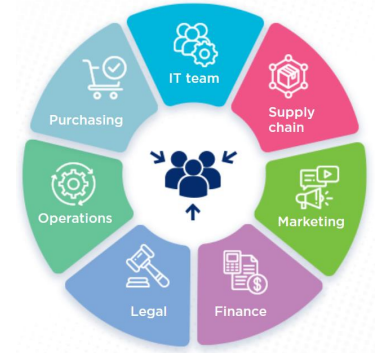 IT team
Supply
chain
Marketing
Finance
Legal
Operations
Purchasing